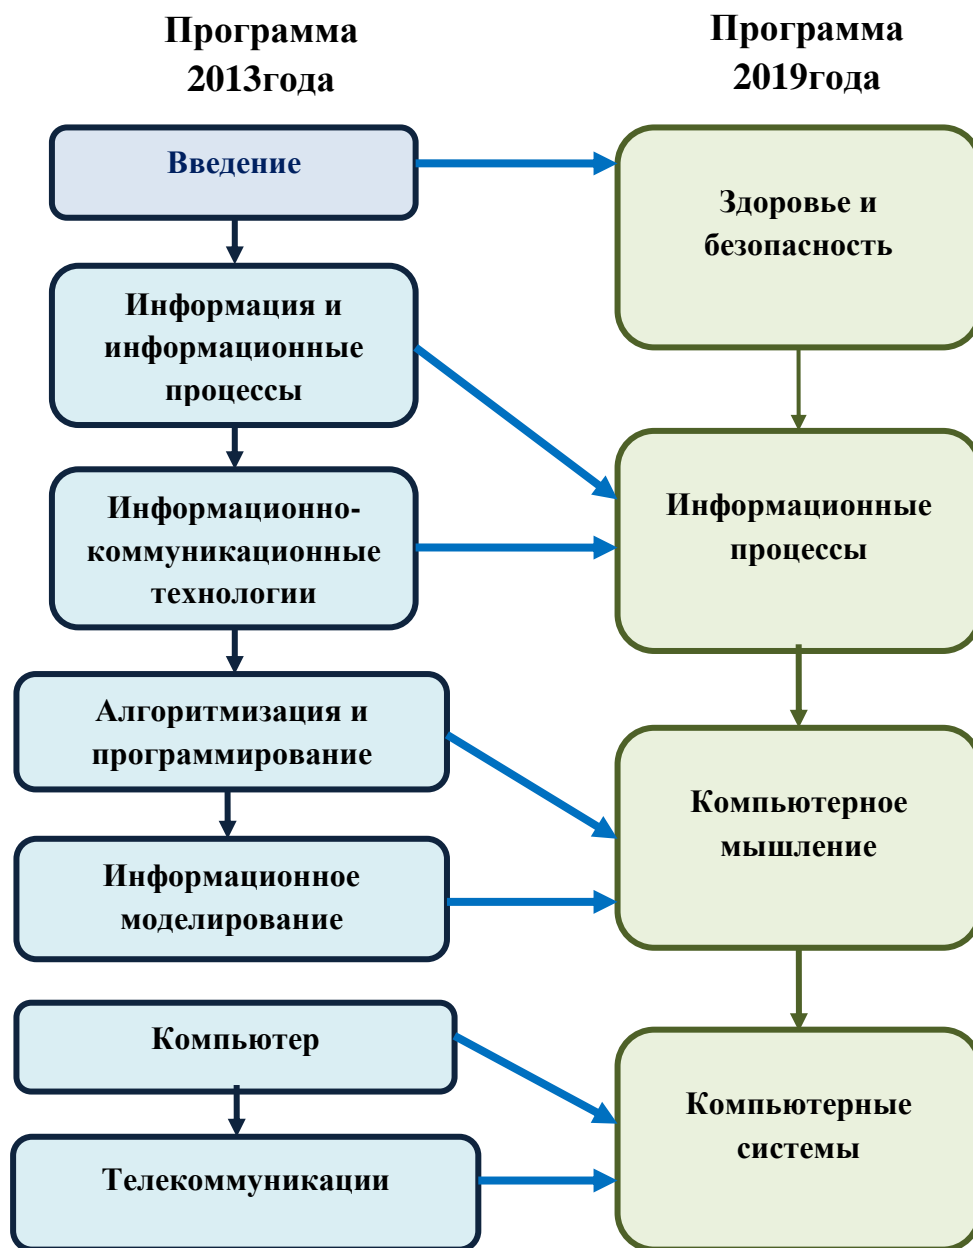 Программа
2013года
Программа
2019года
Введение
Здоровье и
безопасность
Информация и
информационные
процессы
Информационно-
коммуникационные
технологии
Информационные
процессы
Алгоритмизация и
программирование
Компьютерное
мышление
Информационное
моделирование
Компьютер
Компьютерные
системы
Телекоммуникации